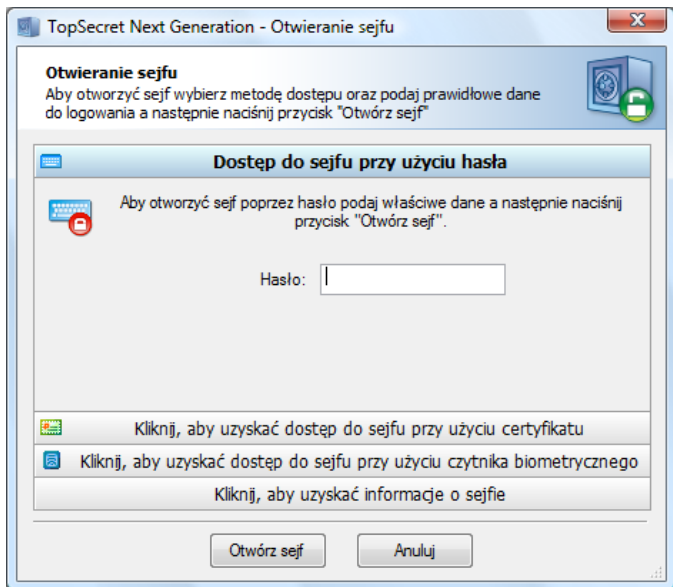 TopSecret Next Generation - Otwieranie sejfu
Otwieranie sejfu
Aby otworzyć sejf wybierz metodę dostępu oraz podaj prawidłowe dane
do logowania a następnie naciśnij przycisk "Otwórz sejf"
Dostęp do sejfu przy użyciu hasła
Aby otworzyć sejf poprzez hasło podaj właściwe dane a następnie naciśnij
przycisk "Otwórz sejf".
Hasło:
Kliknij, aby uzyskać dostęp do sejfu przy użyciu certyfikatu
Kliknij, aby uzyskać dostęp do sejfu przy użyciu czytnika biometrycznego
Kliknij, aby uzyskać informacje o sejfie
Otwórz sejf
Anuluj